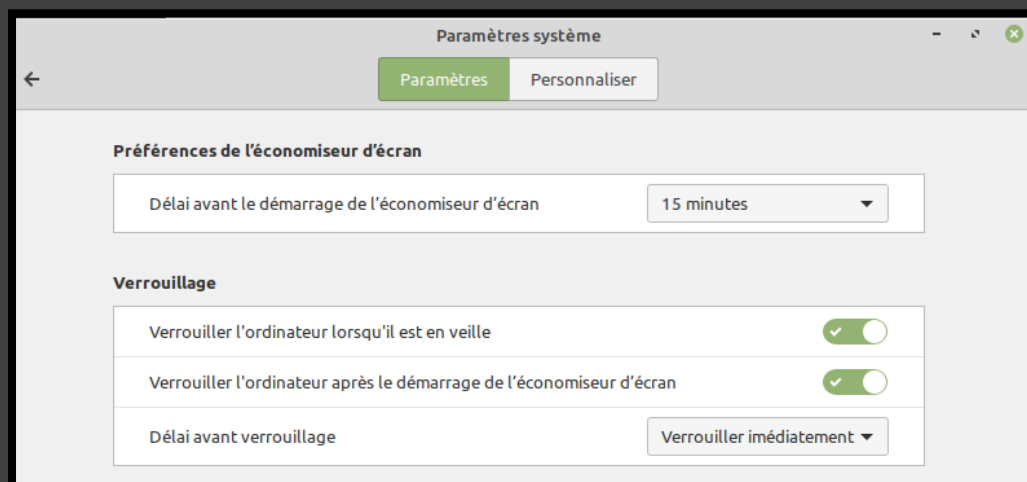 Paramètres système
Paramètres Personnaliser
Préférences de l’économiseur d’écran
Délai avant le démarrage de l’économiseur d’écran 15 minutes
Verrouillage
Verrouiller l'ordinateur lorsqu'il est en veille
Verrouiller l'ordinateur après le démarrage de l’économiseur d’écran
Délai avant verrouillage Verrouiller imédiatement